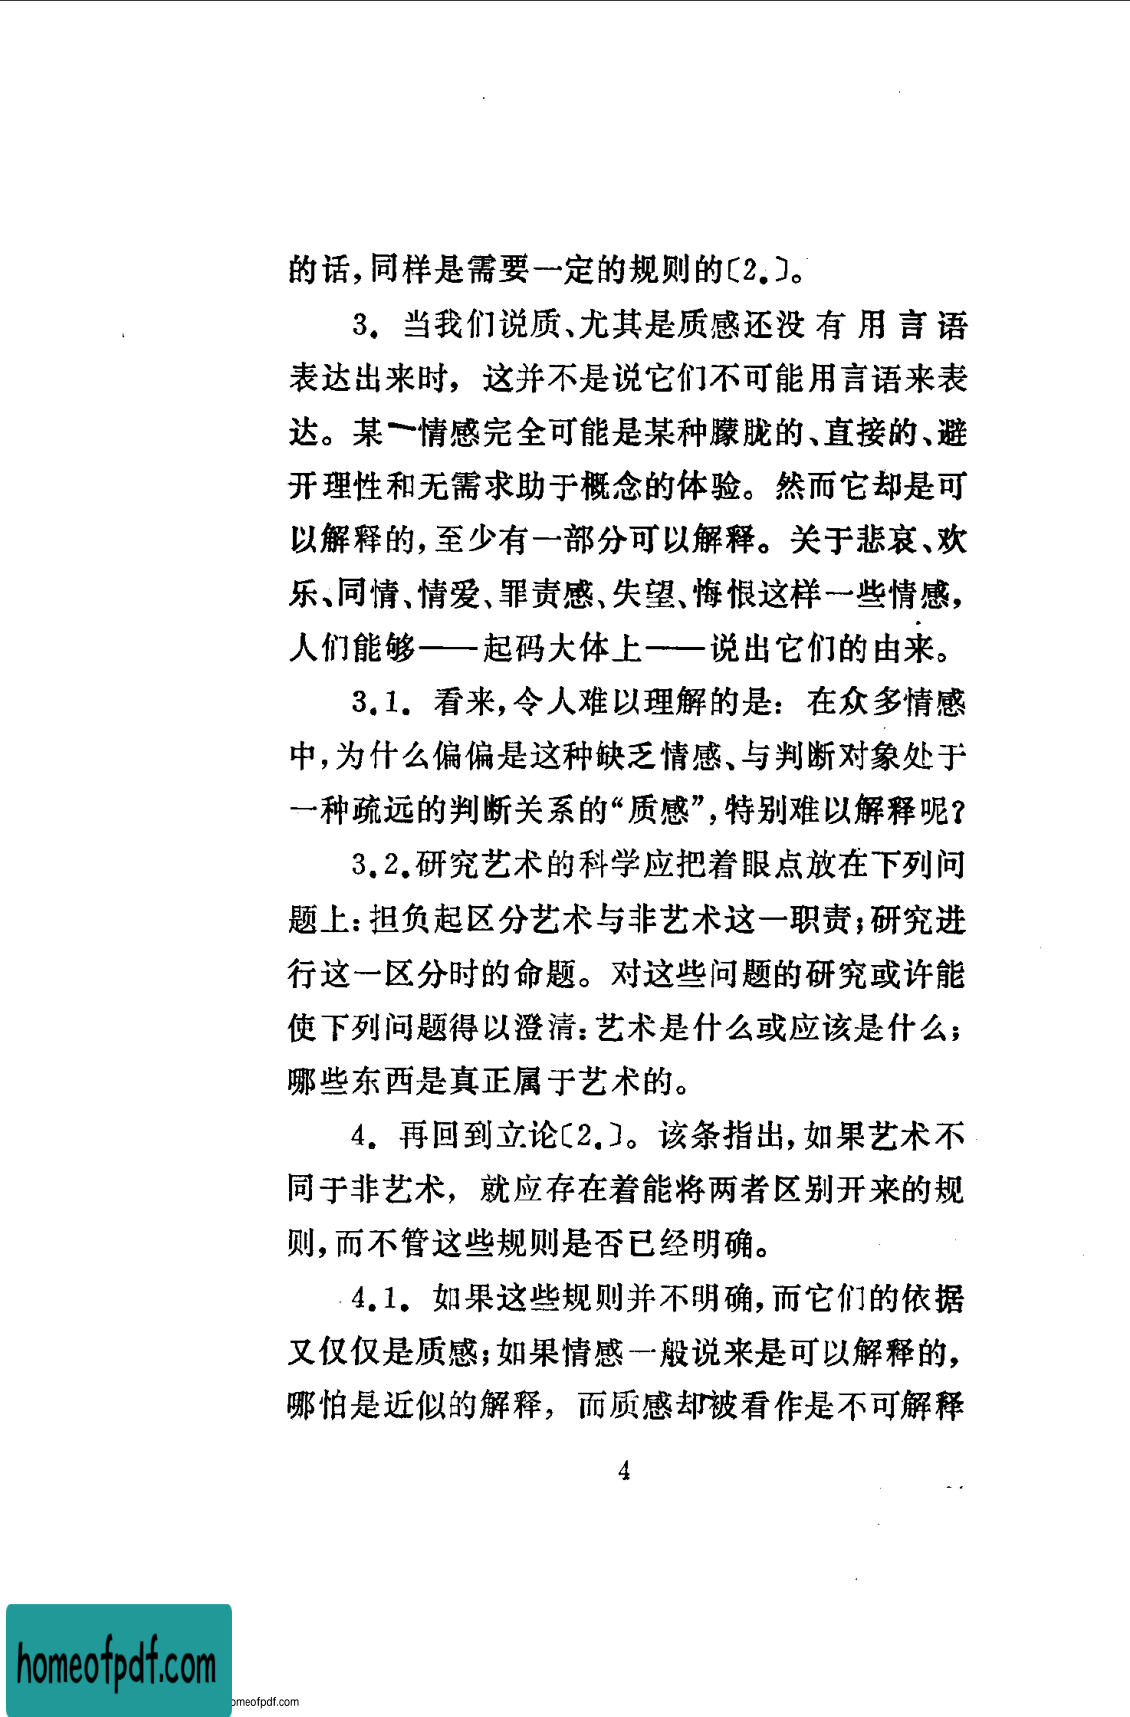 的话,同样是需要一定的规则的〔2.〕。
3. 当我们说质、尤其是质感还没有用言语
表达出来时, 这并不是说它们不可能用言语来表
达。某一情感完全可能是某种朦胧的、直接的、避
开理性和无需求助于概念的体验。然而它却是可
以解释的,至少有一部分可以解释。关于悲哀、欢
乐、同情、情爱、罪责感、失望、悔恨这样一些情感,
人们能够——起码大体上——说出它们的由来。
3.1. 看来,令人难以理解的是: 在众多情感
中,为什么偏偏是这种缺乏情感、与判断对象处于
一种疏远的判断关系的“质感”,特别难以解释呢?
3.2.研究艺术的科学应把着眼点放在下列问
题上:担负起区分艺术与非艺术这一职责;研究进
行这一区分时的命题。对这些问题的研究或许能
使下列问题得以澄清:艺术是什么或应该是什么;
哪些东西是真正属于艺术的。
4. 再回到立论〔2.〕。该条指出,如果艺术不
同于非艺术, 就应存在着能将两者区别开来的规
则,而不管这些规则是否已经明确。
4.1. 如果这些规则并不明确,而它们的依据
又仅仅是质感;如果情感一般说来是可以解释的,
哪怕是近似的解释, 而质感却被看作是不可解释
4
homeofpdf.com
omeofpdf.com